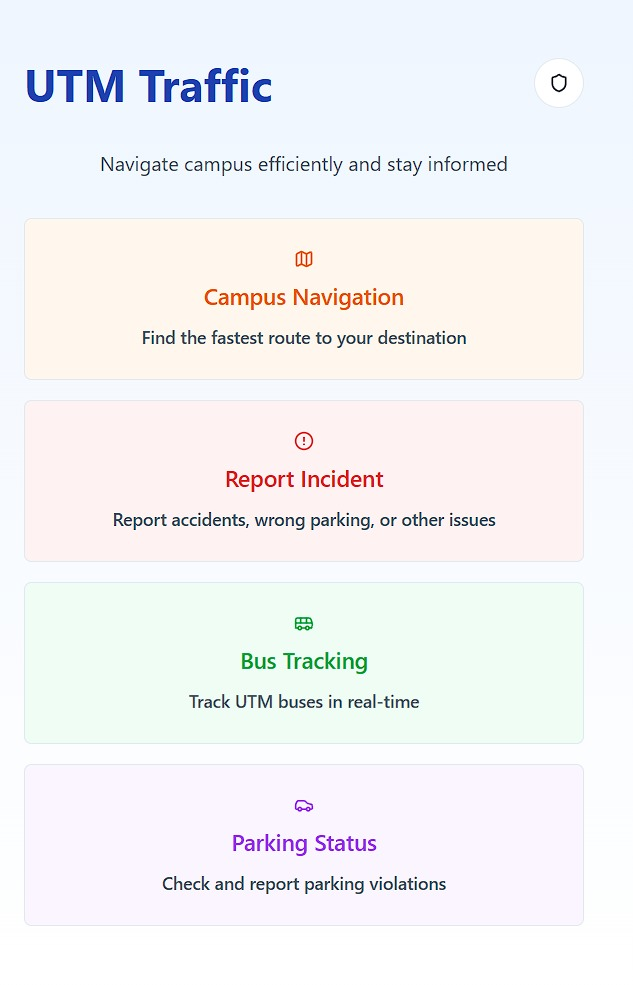 UTM Traffic
Navigate campus efficiently and stay informed
Campus Navigation
Find the fastest route to your destination
Report Incident
Report accidents, wrong parking, or other issues
Bus Tracking
Track UTM buses in real-time
Parking Status
Check and report parking violations